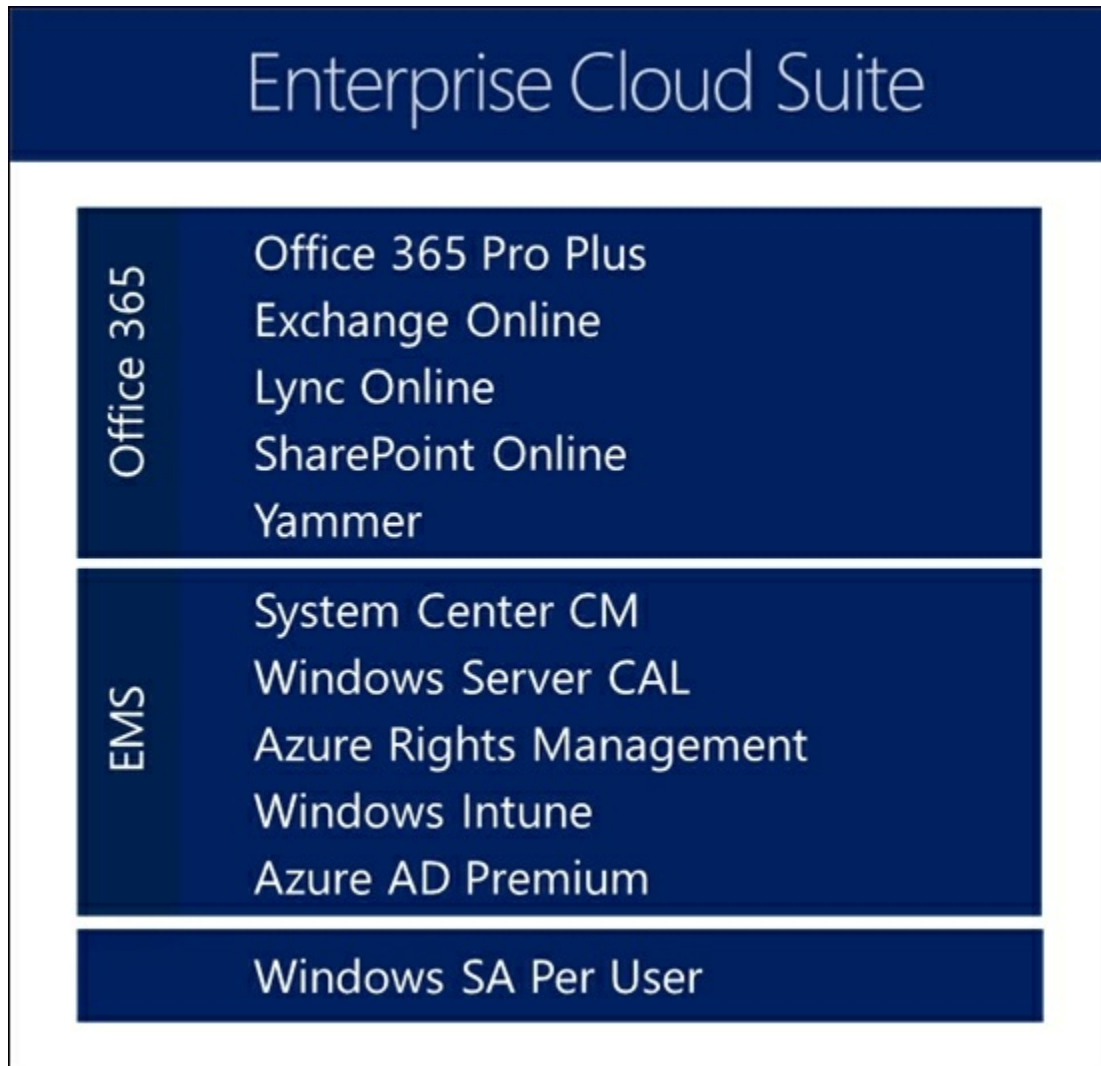 Enterprise Cloud Suite
Office 365
Office 365 Pro Plus
Exchange Online
Lync Online
SharePoint Online
Yammer
EMS
System Center CM
Windows Server CAL
Azure Rights Management
Windows Intune
Azure AD Premium
Windows SA Per User